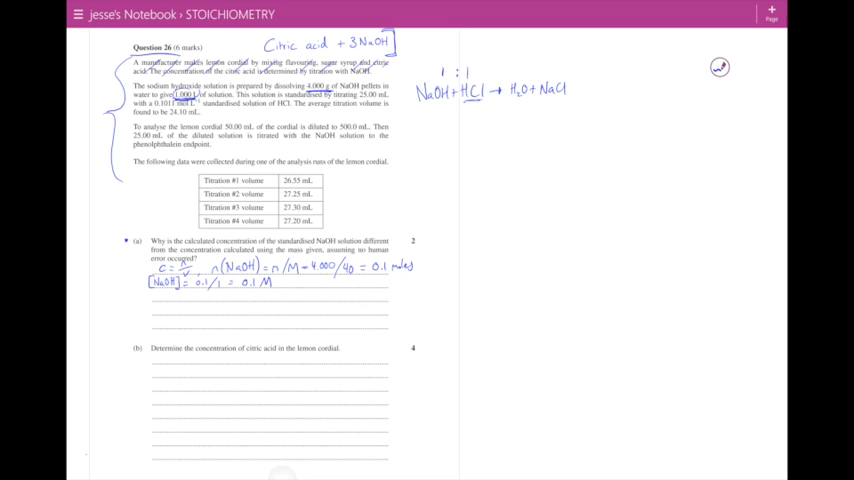 jesse's Notebook › STOICHIOMETRY
Page
Question 26 (6 marks)
Citric acid + 3NaOH
A manufacturer makes lemon cordial by mixing flavouring, sugar syrup and citric
acid. The concentration of the citric acid is determined by titration with NaOH.
1 : 1
NaOH + HCl → H2O + NaCl
The sodium hydroxide solution is prepared by dissolving 4.000 g of NaOH pellets in
water to give 1.000 L of solution. This solution is standardised by titrating 25.00 mL
with a 0.1011 mol L⁻¹ standardised solution of HCl. The average titration volume is
found to be 24.10 mL.
To analyse the lemon cordial 50.00 mL of the cordial is diluted to 500.0 mL. Then
25.00 mL of the diluted solution is titrated with the NaOH solution to the
phenolphthalein endpoint.
The following data were collected during one of the analysis runs of the lemon cordial.
Titration #1 volume 26.55 mL
Titration #2 volume 27.25 mL
Titration #3 volume 27.30 mL
Titration #4 volume 27.20 mL
(a) Why is the calculated concentration of the standardised NaOH solution different 2
from the concentration calculated using the mass given, assuming no human
error occurred?
c = n/v, n(NaOH) = n/M = 4.000/40 = 0.1 moles
[NaOH] = 0.1/1 = 0.1 M
(b) Determine the concentration of citric acid in the lemon cordial. 4